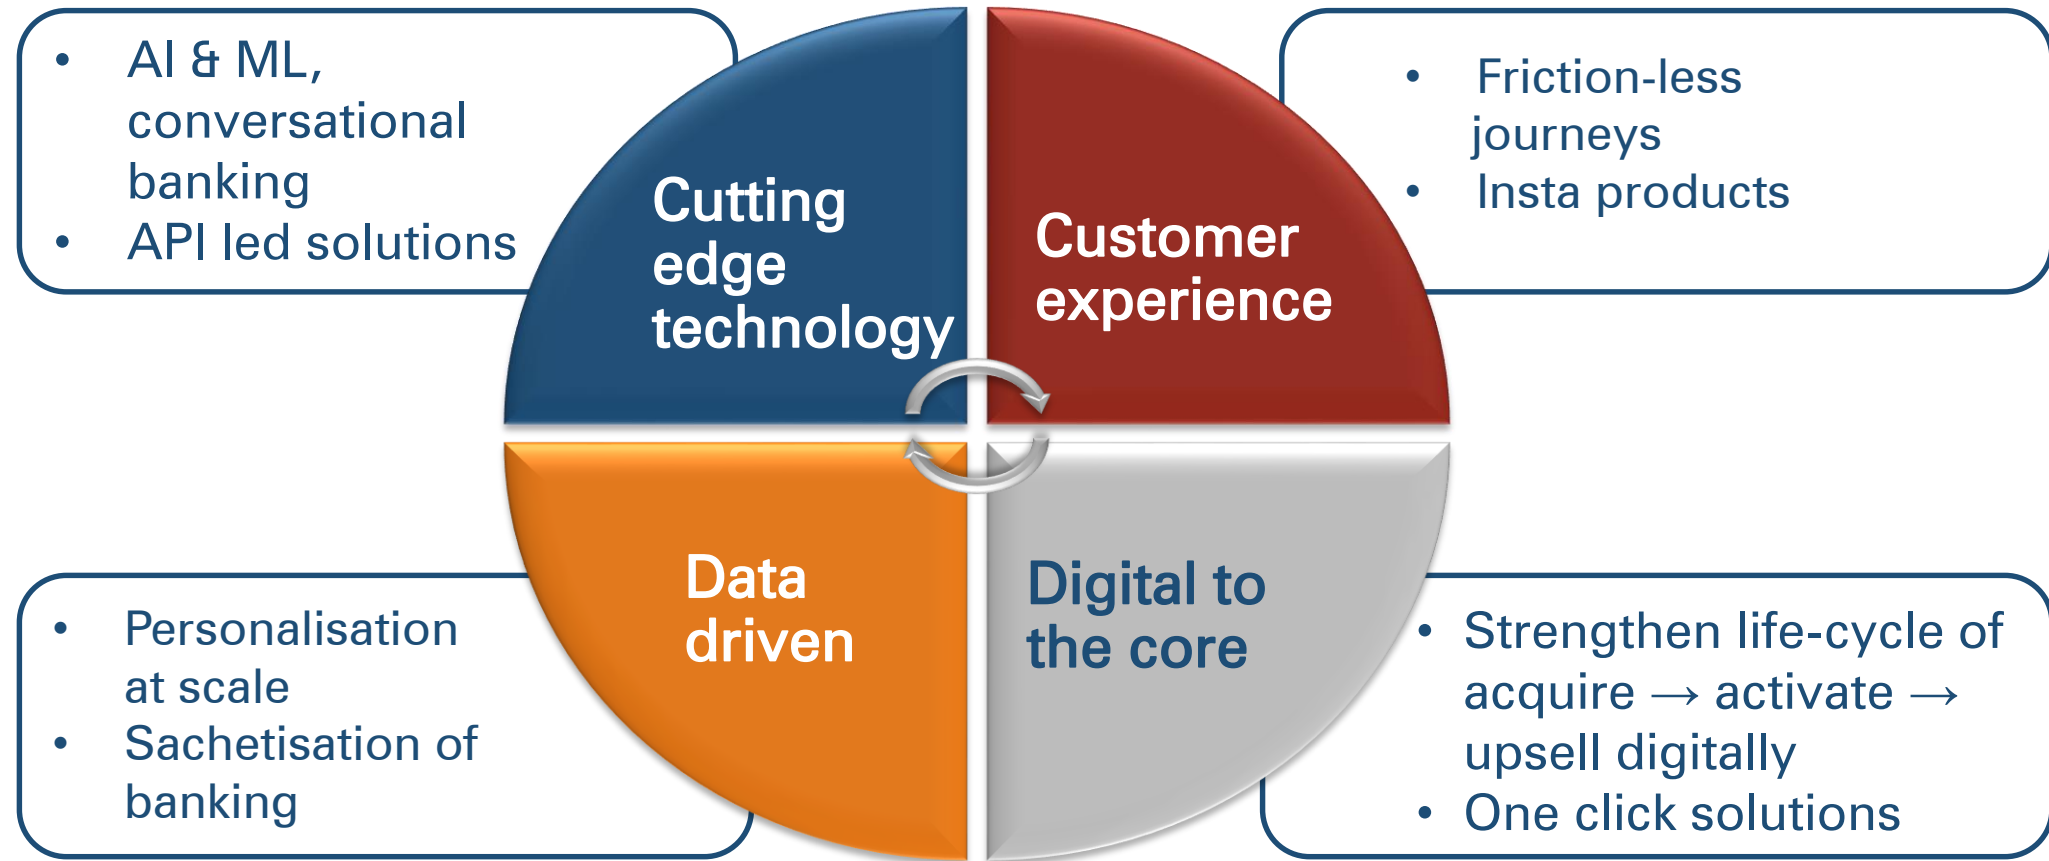 • AI & ML,
conversational
banking
• API led solutions
Cutting
edge
technology
Customer
experience
• Friction-less
journeys
• Insta products
• Personalisation
at scale
• Sachetisation of
banking
Data
driven
Digital to
the core
• Strengthen life-cycle of
acquire → activate →
upsell digitally
• One click solutions